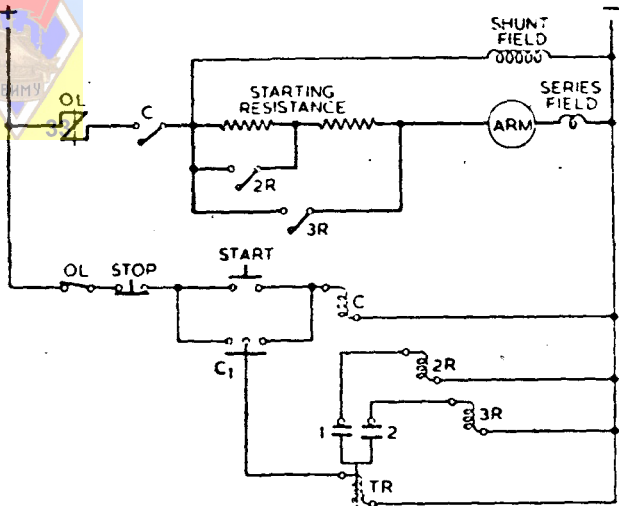 +
−
SHUNT
FIELD
OL
C
STARTING
RESISTANCE
SERIES
FIELD
ВИМУ
ARM
2R
3R
START
OL
STOP
C
C1
2R
3R
1
2
TR